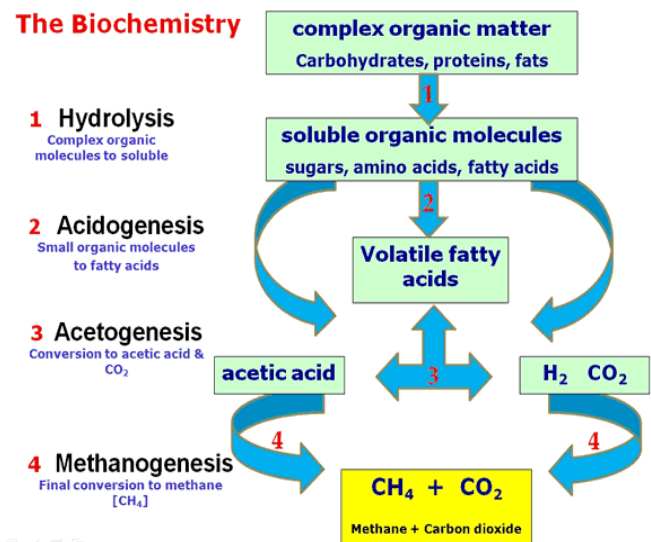 The Biochemistry
complex organic matter
Carbohydrates, proteins, fats
1
1 Hydrolysis
Complex organic
molecules to soluble
soluble organic molecules
sugars, amino acids, fatty acids
2
2 Acidogenesis
Small organic molecules
to fatty acids
Volatile fatty
acids
3 Acetogenesis
Conversion to acetic acid &
CO₂
acetic acid
3
H₂ CO₂
4
4
4 Methanogenesis
Final conversion to methane
[CH₄]
CH₄ + CO₂
Methane + Carbon dioxide